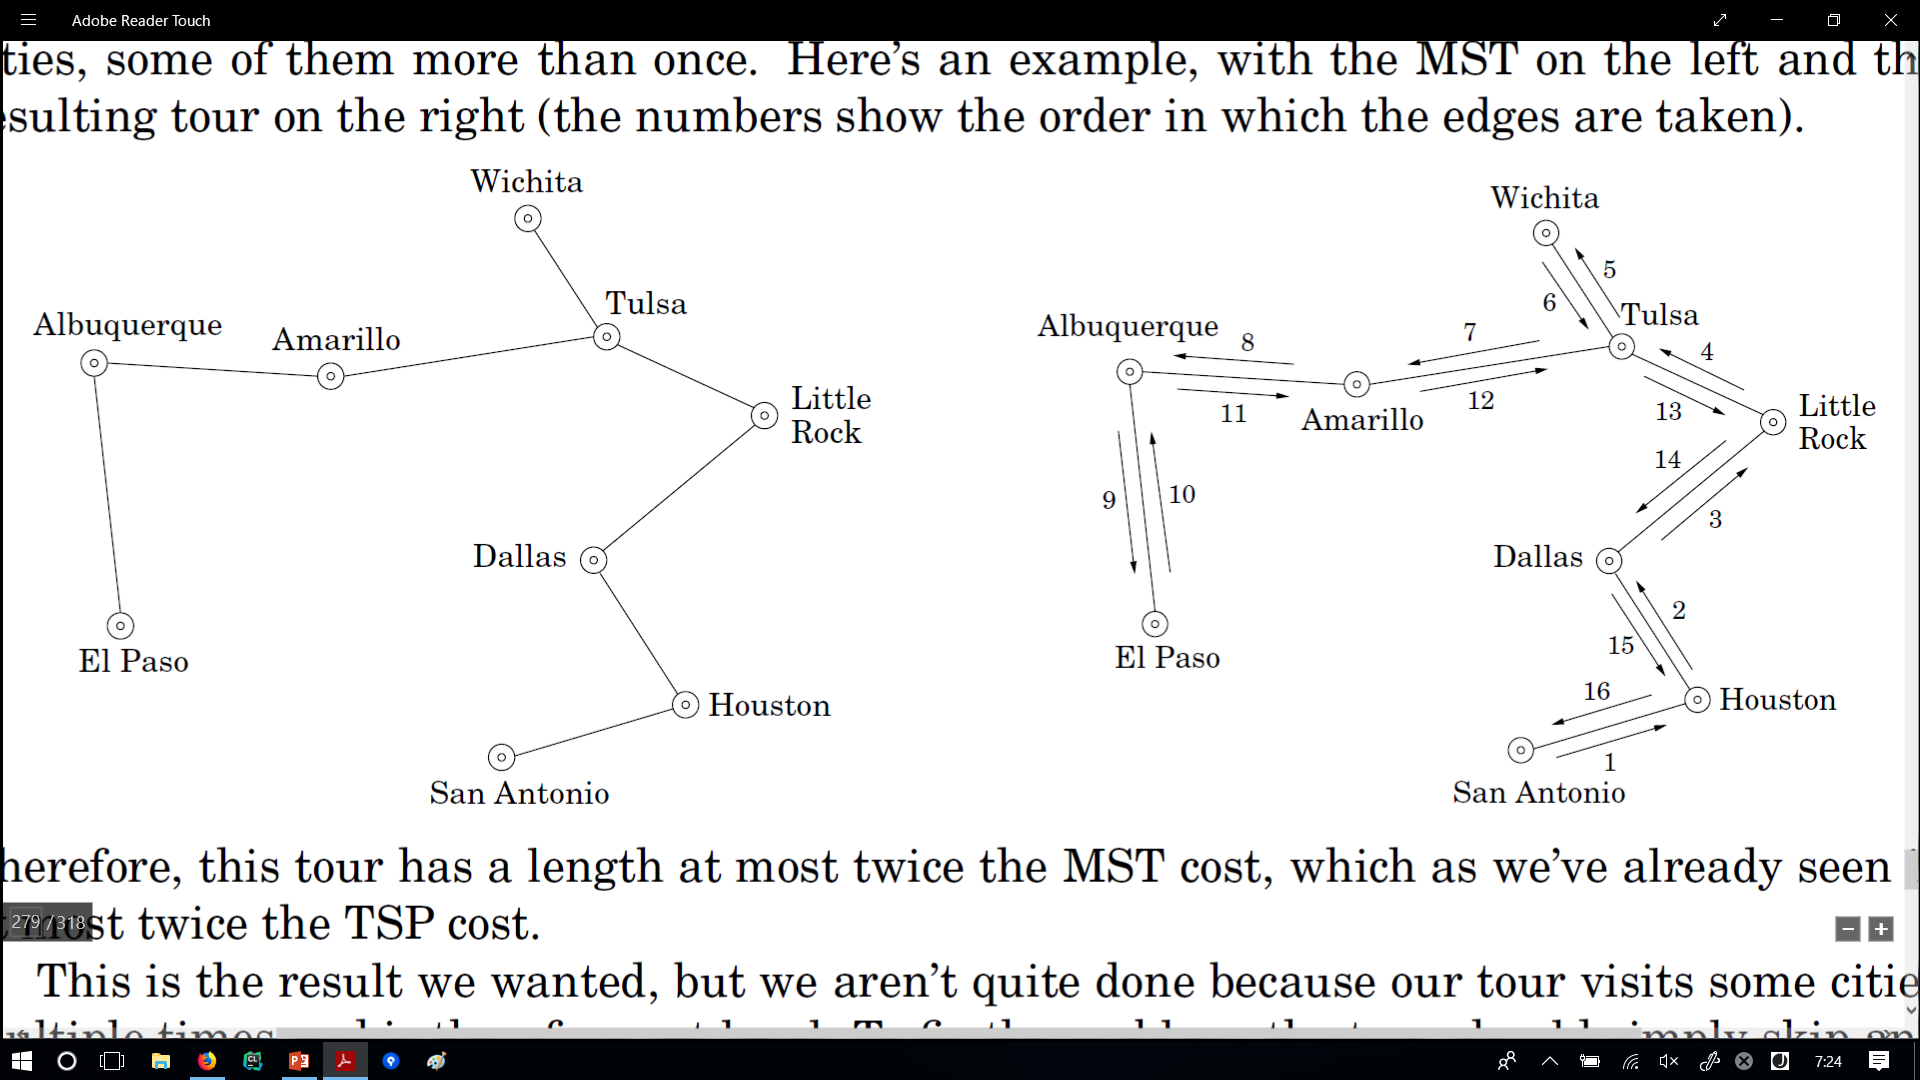 Adobe Reader Touch
ties, some of them more than once. Here's an example, with the MST on the left and th
esulting tour on the right (the numbers show the order in which the edges are taken).
Wichita
Tulsa
Albuquerque
Amarillo
Little
Rock
Dallas
El Paso
Houston
San Antonio
Wichita
5
6
Tulsa
Albuquerque
8
7
4
11
Amarillo
12
13
Little
Rock
14
9
10
3
Dallas
2
15
El Paso
16
Houston
1
San Antonio
herefore, this tour has a length at most twice the MST cost, which as we've already seen
279 / 318
most twice the TSP cost.
This is the result we wanted, but we aren't quite done because our tour visits some citie
7:24